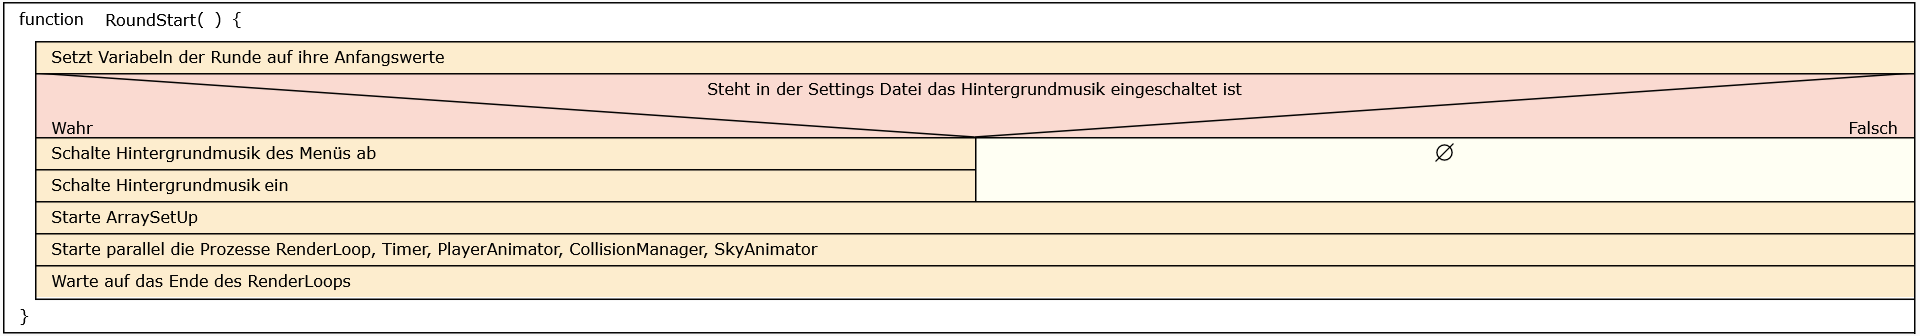 function RoundStart( ) {
Setzt Variabeln der Runde auf ihre Anfangswerte
Steht in der Settings Datei das Hintergrundmusik eingeschaltet ist
Wahr
Falsch
Schalte Hintergrundmusik des Menüs ab
∅
Schalte Hintergrundmusik ein
Starte ArraySetUp
Starte parallel die Prozesse RenderLoop, Timer, PlayerAnimator, CollisionManager, SkyAnimator
Warte auf das Ende des RenderLoops
}